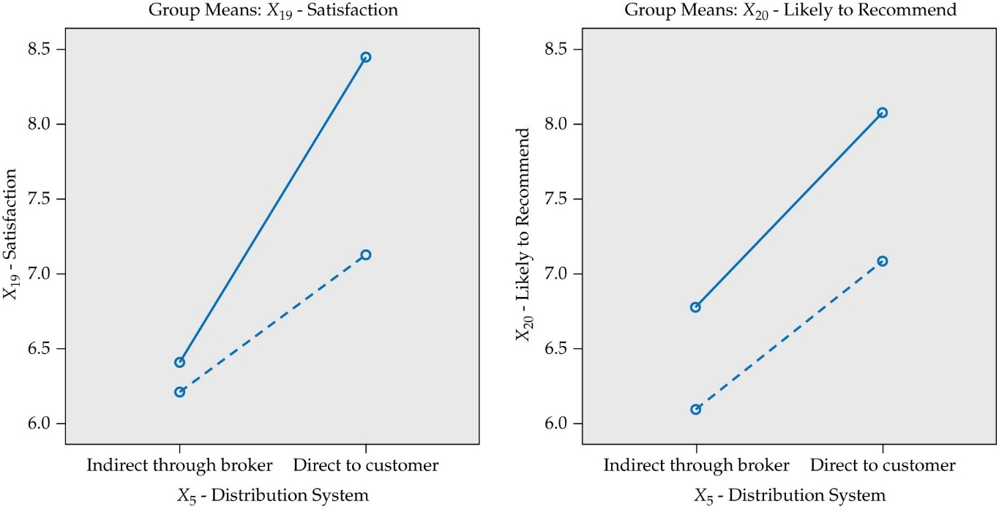 Group Means: X19 - Satisfaction
8.5
8.0
7.5
7.0
6.5
6.0
X19 - Satisfaction
Indirect through broker
Direct to customer
X5 - Distribution System
Group Means: X20 - Likely to Recommend
8.5
8.0
7.5
7.0
6.5
6.0
X20 - Likely to Recommend
Indirect through broker
Direct to customer
X5 - Distribution System